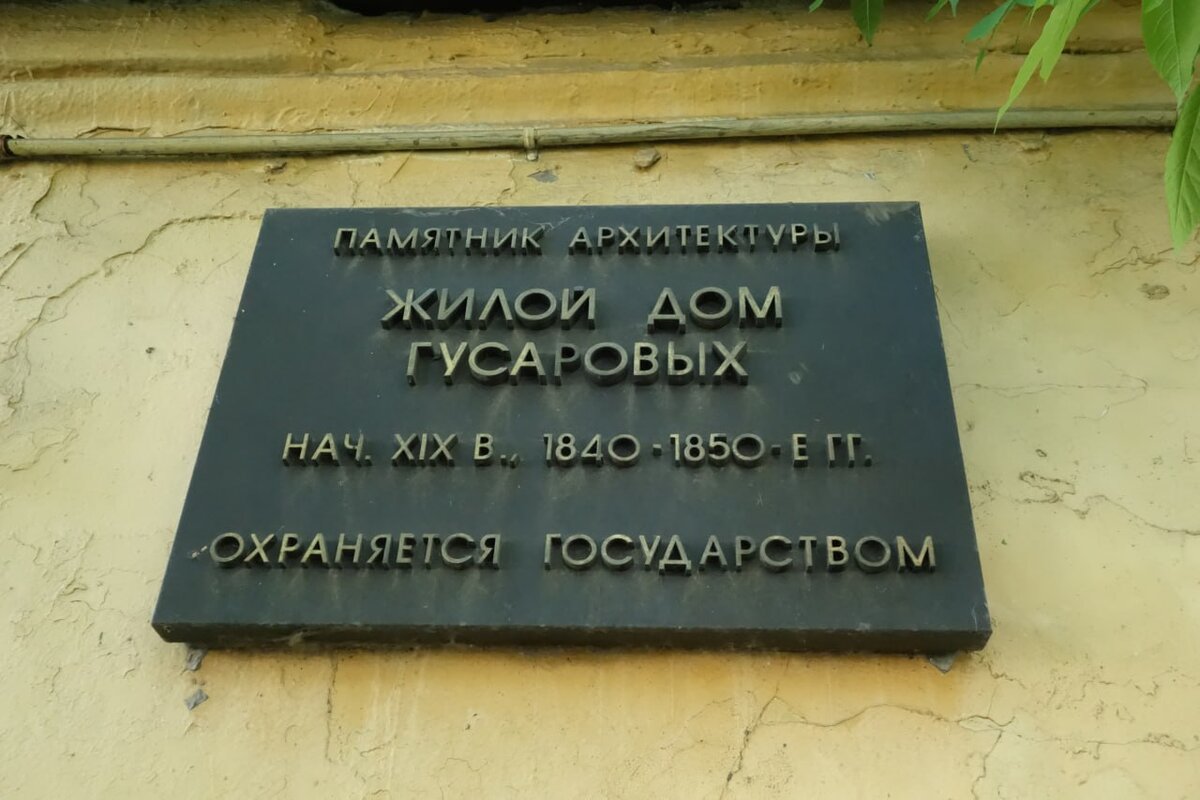 ПАМЯТНИК АРХИТЕКТУРЫ
ЖИЛОЙ ДОМ
ГУСАРОВЫХ
НАЧ. XIX В., 1840-1850-Е ГГ.
ОХРАНЯЕТСЯ ГОСУДАРСТВОМ